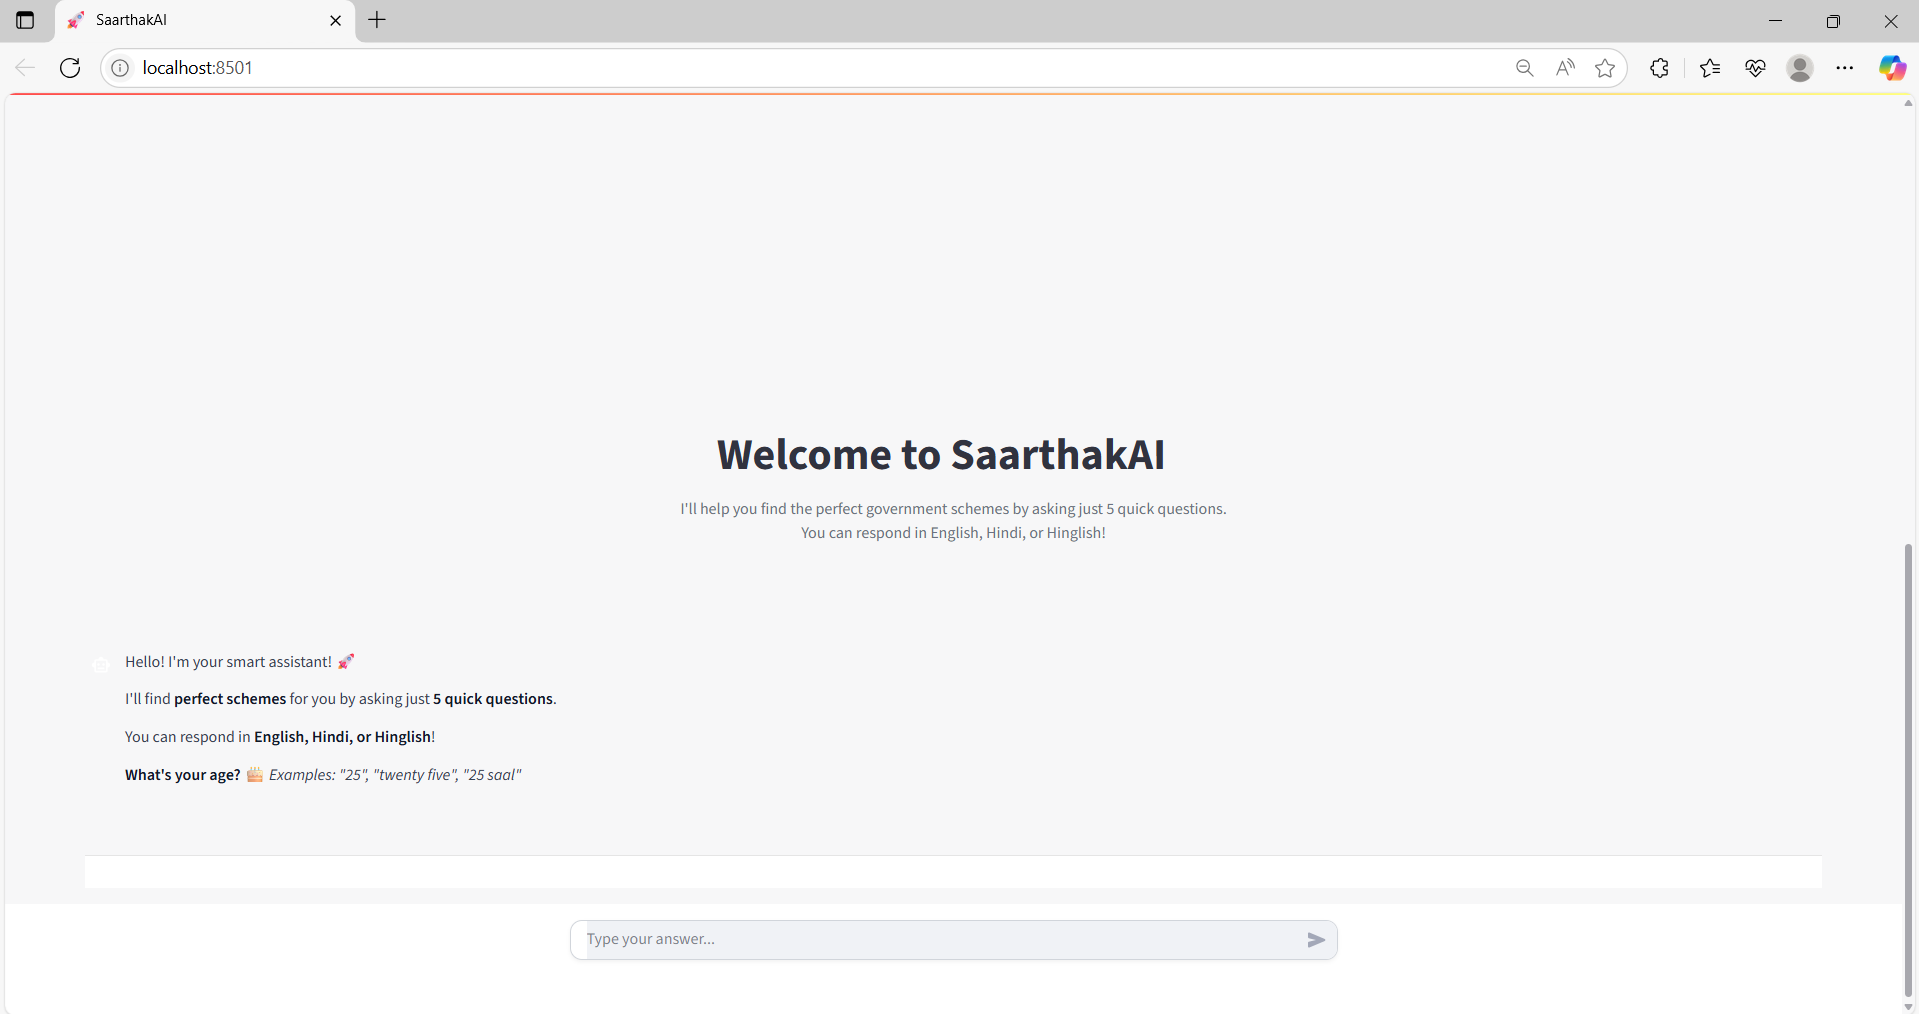 SaarthakAI
localhost:8501
Welcome to SaarthakAI
I'll help you find the perfect government schemes by asking just 5 quick questions.
You can respond in English, Hindi, or Hinglish!
Hello! I'm your smart assistant! 🚀
I'll find perfect schemes for you by asking just 5 quick questions.
You can respond in English, Hindi, or Hinglish!
What's your age? 🎂 Examples: "25", "twenty five", "25 saal"
Type your answer...